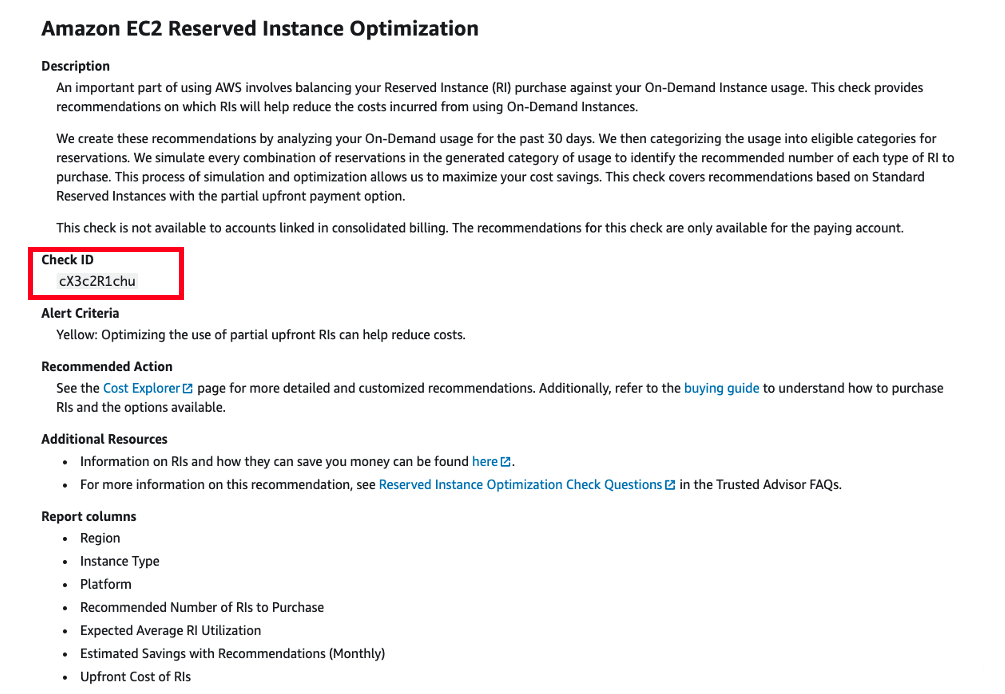 Amazon EC2 Reserved Instance Optimization
Description
An important part of using AWS involves balancing your Reserved Instance (RI) purchase against your On-Demand Instance usage. This check provides
recommendations on which RIs will help reduce the costs incurred from using On-Demand Instances.
We create these recommendations by analyzing your On-Demand usage for the past 30 days. We then categorizing the usage into eligible categories for
reservations. We simulate every combination of reservations in the generated category of usage to identify the recommended number of each type of RI to
purchase. This process of simulation and optimization allows us to maximize your cost savings. This check covers recommendations based on Standard
Reserved Instances with the partial upfront payment option.
This check is not available to accounts linked in consolidated billing. The recommendations for this check are only available for the paying account.
Check ID
cX3c2R1chu
Alert Criteria
Yellow: Optimizing the use of partial upfront RIs can help reduce costs.
Recommended Action
See the Cost Explorer page for more detailed and customized recommendations. Additionally, refer to the buying guide to understand how to purchase
RIs and the options available.
Additional Resources
• Information on RIs and how they can save you money can be found here.
• For more information on this recommendation, see Reserved Instance Optimization Check Questions in the Trusted Advisor FAQs.
Report columns
• Region
• Instance Type
• Platform
• Recommended Number of RIs to Purchase
• Expected Average RI Utilization
• Estimated Savings with Recommendations (Monthly)
• Upfront Cost of RIs